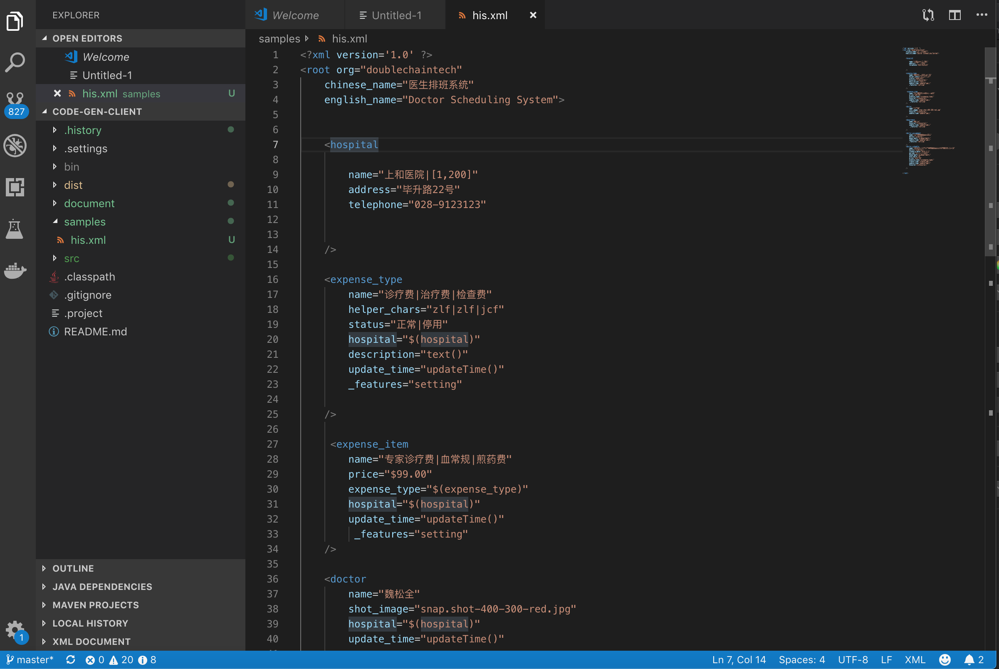 EXPLORER
OPEN EDITORS
Welcome
Untitled-1
his.xml samples U
827
CODE-GEN-CLIENT
.history
.settings
bin
dist
document
samples
his.xml U
src
.classpath
.gitignore
.project
README.md
OUTLINE
JAVA DEPENDENCIES
MAVEN PROJECTS
LOCAL HISTORY
XML DOCUMENT
1
Welcome Untitled-1 his.xml
samples his.xml
1 <?xml version='1.0' ?>
2 <root org="doublechaintech"
3 chinese_name="医生排班系统"
4 english_name="Doctor Scheduling System">
5
6
7 <hospital
8
9 name="上和医院|[1,200]"
10 address="毕升路22号"
11 telephone="028-9123123"
12
13
14 />
15
16 <expense_type
17 name="诊疗费|治疗费|检查费"
18 helper_chars="zlf|zlf|jcf"
19 status="正常|停用"
20 hospital="$(hospital)"
21 description="text()"
22 update_time="updateTime()"
23 _features="setting"
24
25 />
26
27 <expense_item
28 name="专家诊疗费|血常规|煎药费"
29 price="$99.00"
30 expense_type="$(expense_type)"
31 hospital="$(hospital)"
32 update_time="updateTime()"
33 _features="setting"
34 />
35
36 <doctor
37 name="魏松全"
38 shot_image="snap.shot-400-300-red.jpg"
39 hospital="$(hospital)"
40 update_time="updateTime()"
master* 0 20 8 Ln 7, Col 14 Spaces: 4 UTF-8 LF XML 2